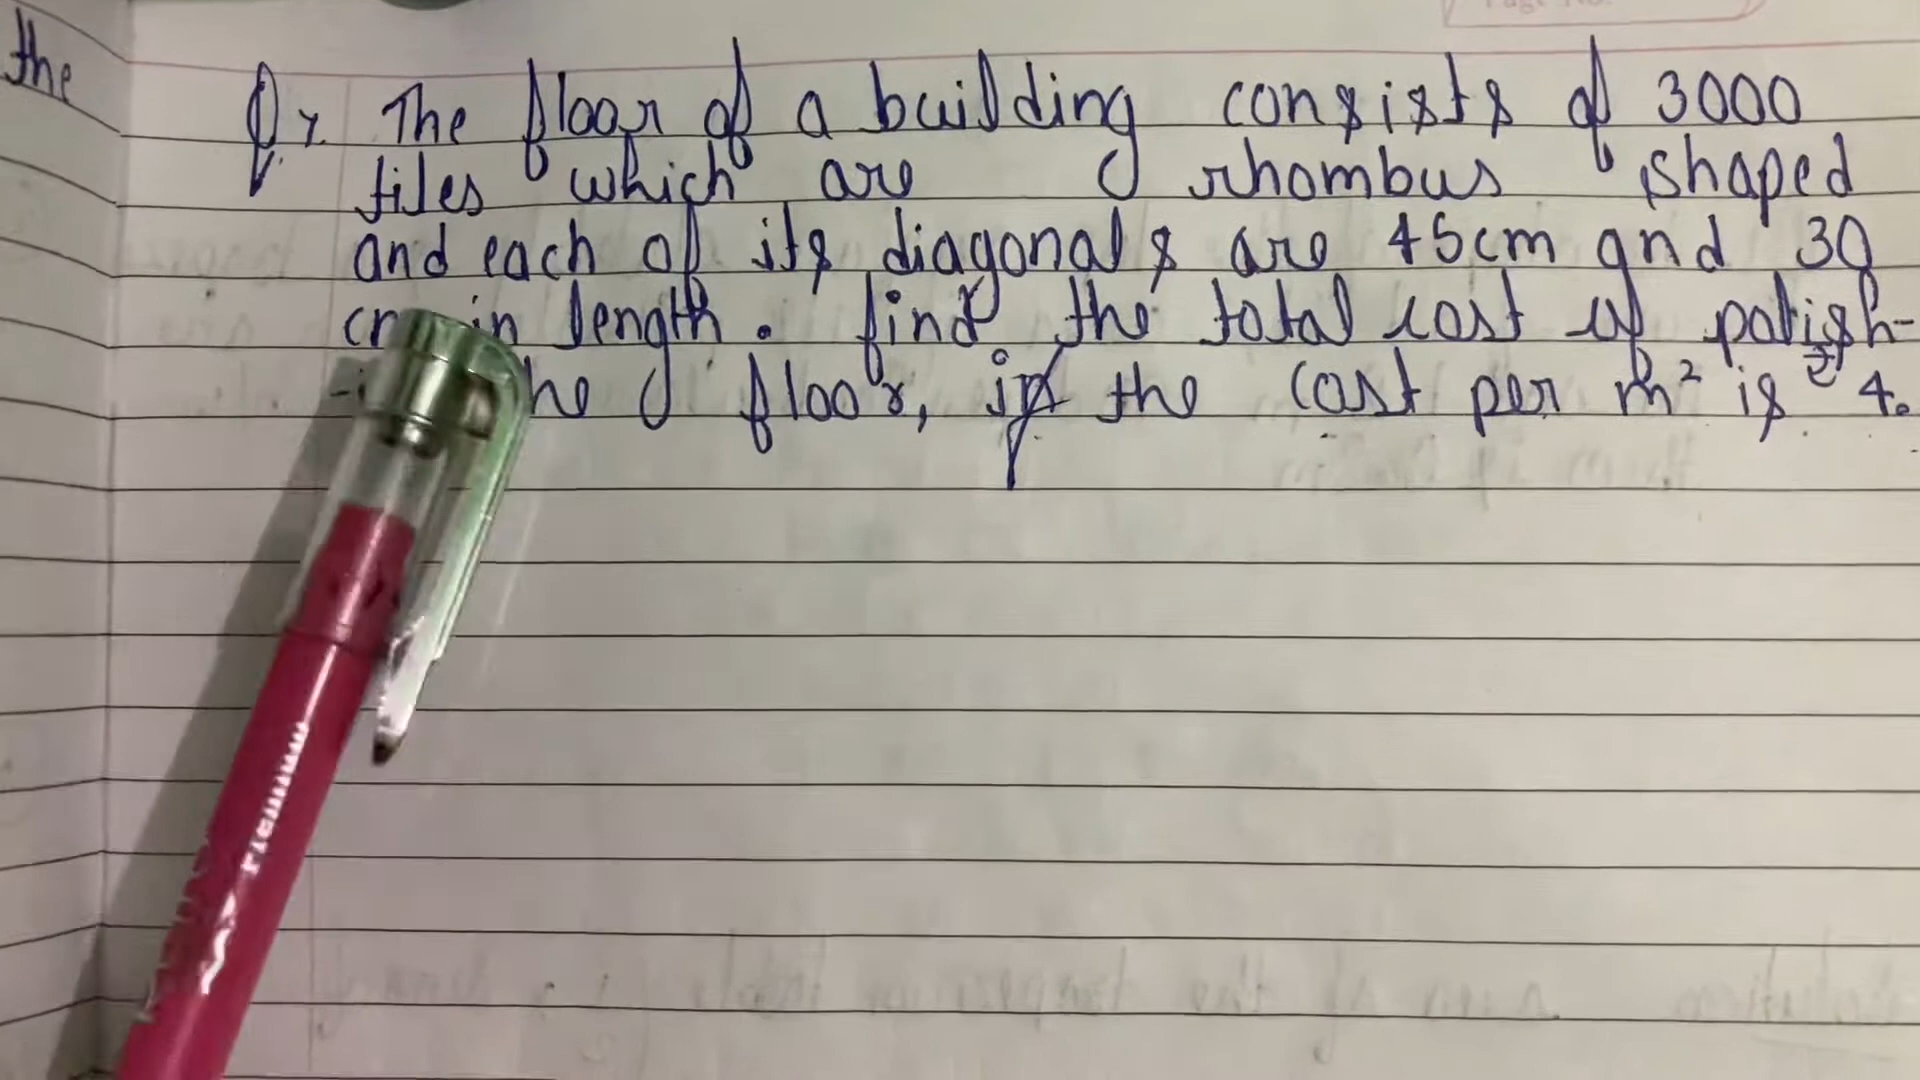 the
Q7. The floor of a building consists of 3000
tiles which are rhombus shaped
and each of its diagonals are 45cm and 30
in length. find the total cost of polish-
floor, if the cost per m² is ₹ 4.